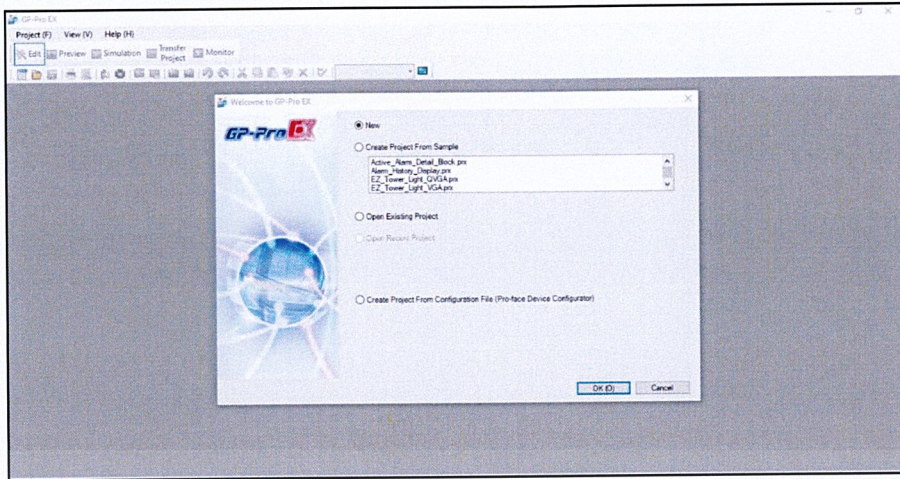 GP-Pro EX
Project (F) View (V) Help (H)
Edit Preview Simulation Transfer Project Monitor
Welcome to GP-Pro EX
GP-Pro EX
New
Create Project From Sample
Active_Alarm_Detail_Block.prx
Alarm_History_Display.prx
EZ_Tower_Light_QVGA.prx
EZ_Tower_Light_VGA.prx
Open Existing Project
Open Recent Project
Create Project From Configuration File (Pro-face Device Configurator)
OK (O) Cancel